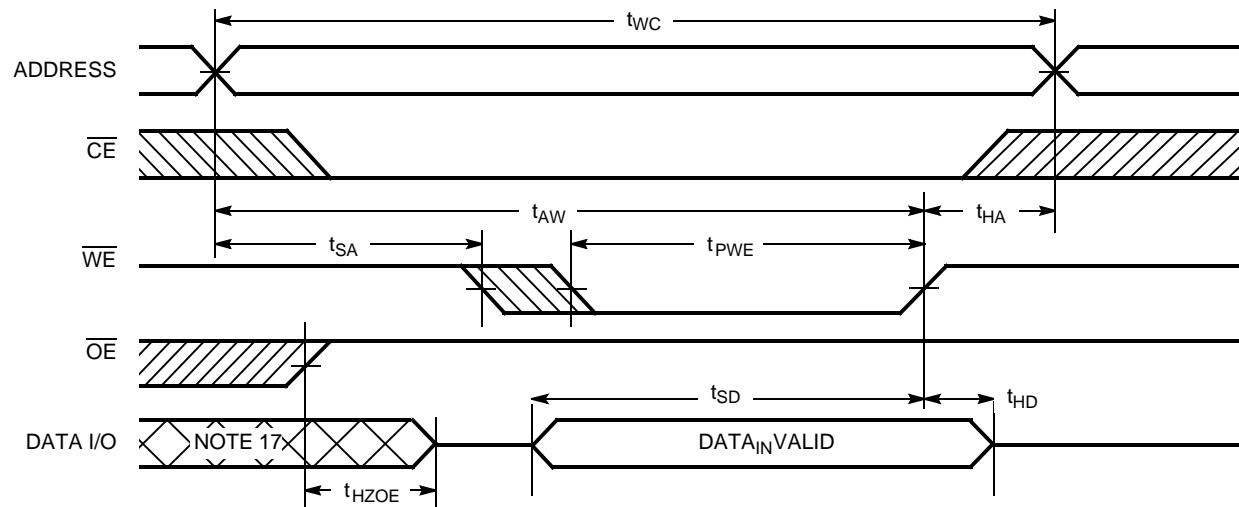 tWC
ADDRESS
CE
tAW
tHA
tSA
tPWE
WE
OE
tSD
tHD
DATA I/O
NOTE 17
DATAINVALID
tHZOE